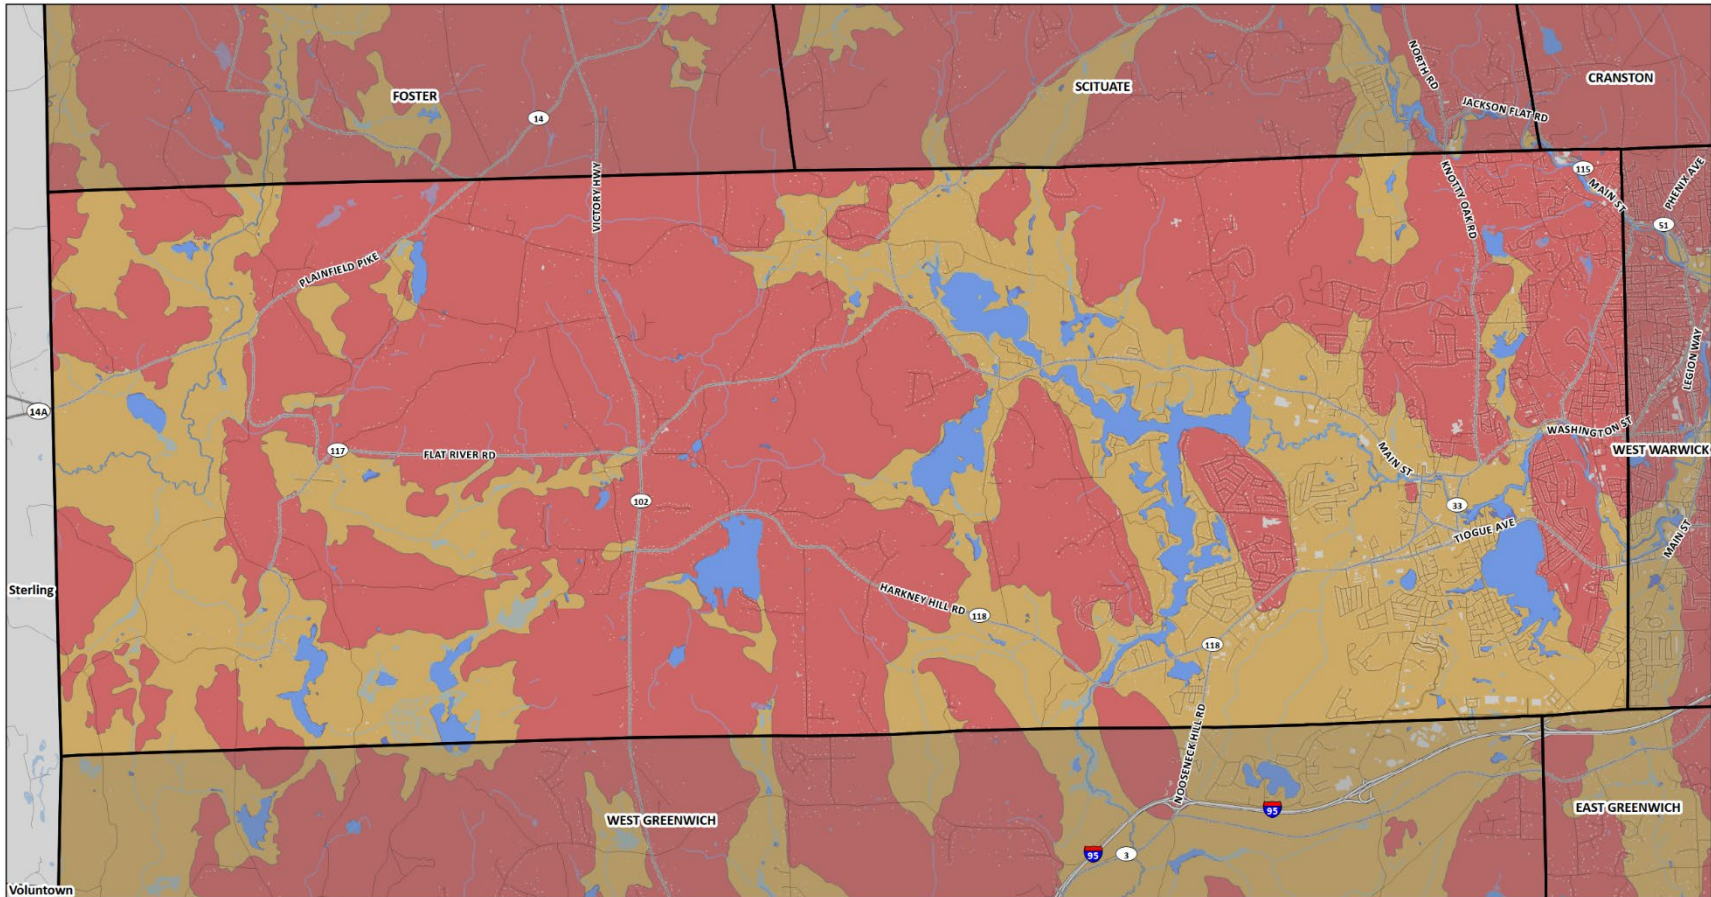 FOSTER
14
VICTORY HWY
SCITUATE
NORTH RD
JACKSON FLAT RD
CRANSTON
115
MAIN ST
PHENIX AVE
51
KNOTTY OAK RD
PLAINFIELD PIKE
LEGION WAY
14A
117
FLAT RIVER RD
102
MAIN ST
WASHINGTON ST
WEST WARWICK
33
TIOGUE AVE
MAIN ST
Sterling
HARKNEY HILL RD
118
118
NOOSENECK HILL RD
WEST GREENWICH
95
95
3
EAST GREENWICH
Voluntown